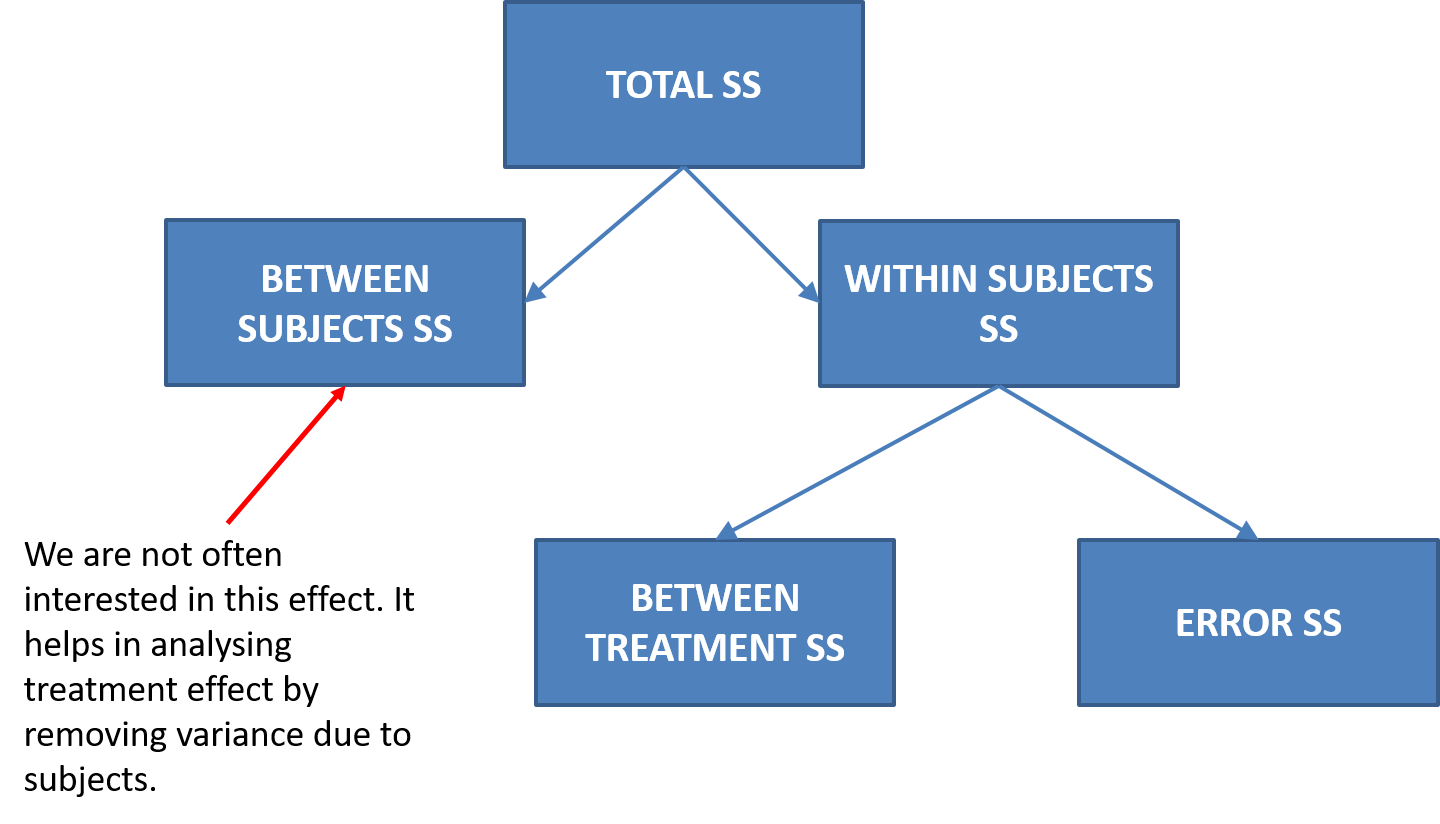 TOTAL SS
BETWEEN
SUBJECTS SS
WITHIN SUBJECTS
SS
We are not often
interested in this effect. It
helps in analysing
treatment effect by
removing variance due to
subjects.
BETWEEN
TREATMENT SS
ERROR SS